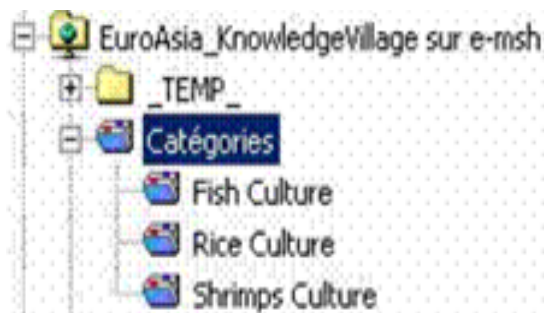 EuroAsia_KnowledgeVillage sur e-msh
_TEMP_
Catégories
Fish Culture
Rice Culture
Shrimps Culture